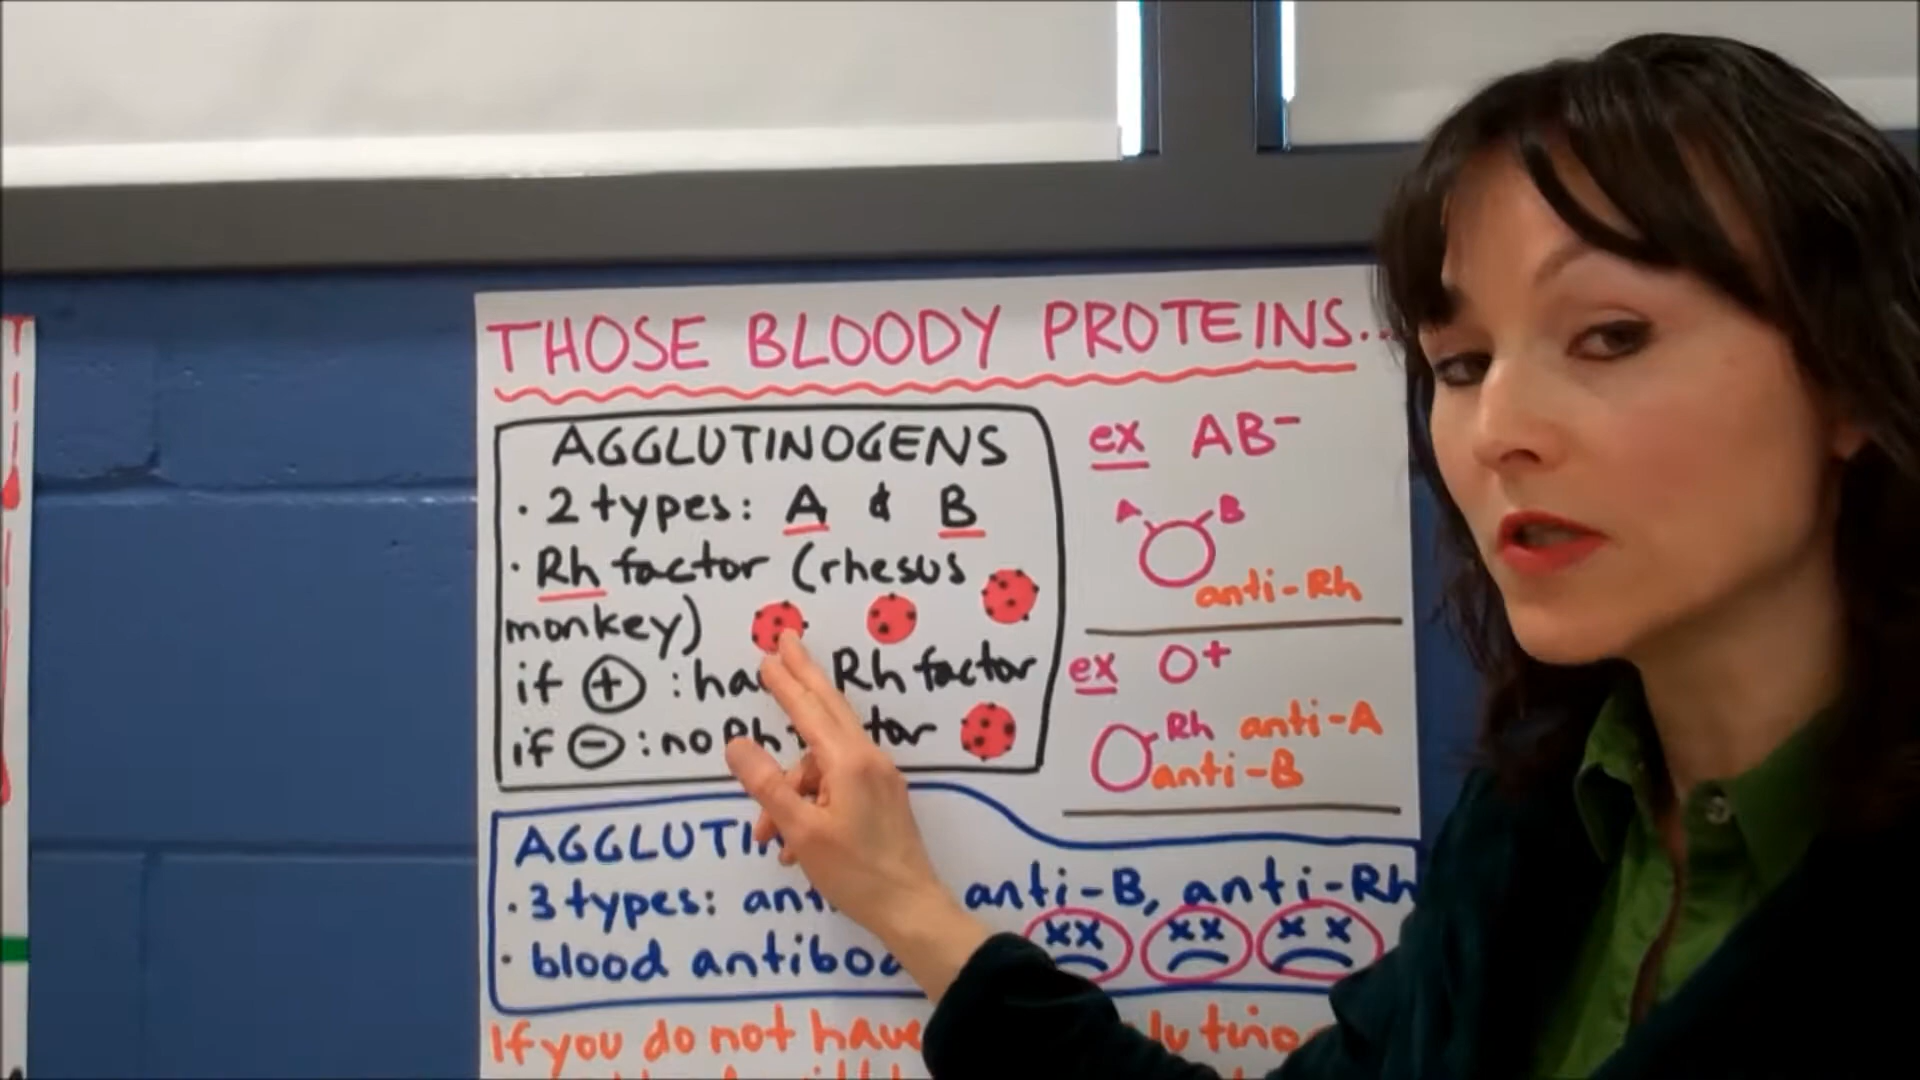 THOSE BLOODY PROTEINS...
AGGLUTINOGENS
· 2 types: A & B
· Rh factor (rhesus
monkey)
if + : Rh factor
if - : no Rh
ex AB-
A B
anti-Rh
ex O+
Rh anti-A
anti-B
· 3 types: anti-B, anti-Rh
· blood
If you do not have